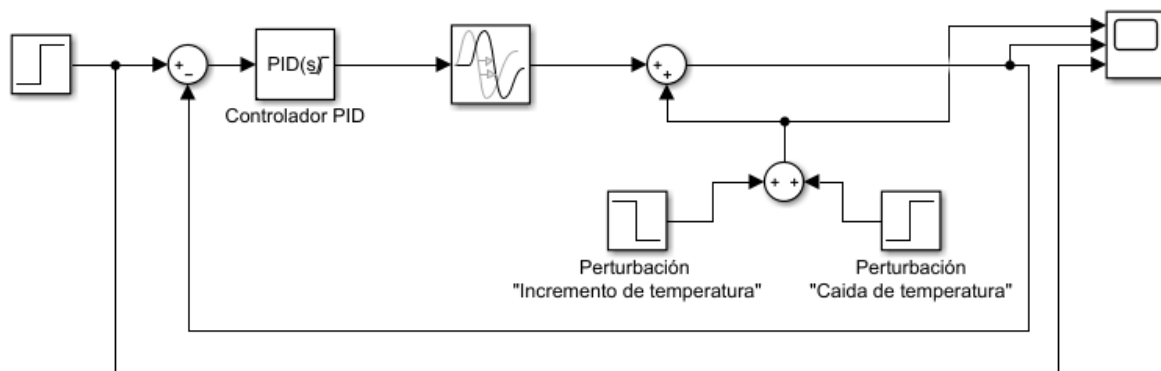 PID(s)
Controlador PID
Perturbación
"Incremento de temperatura"
Perturbación
"Caida de temperatura"